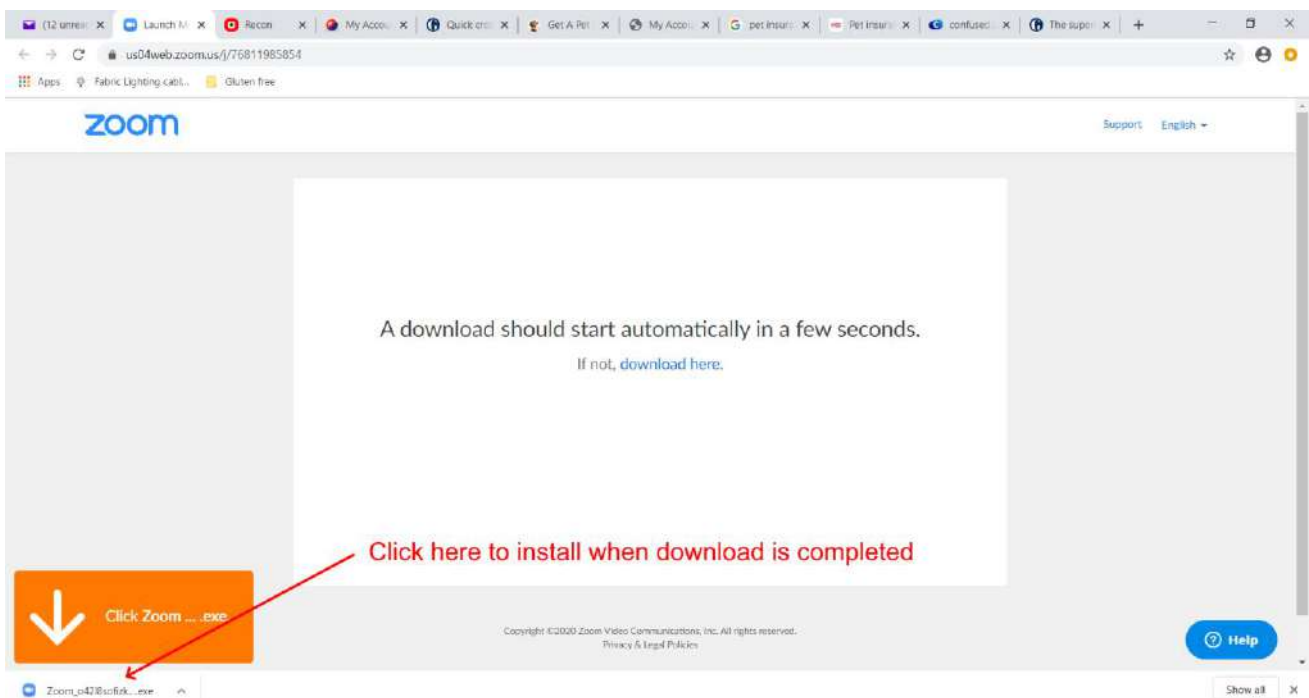 (12 unrea
Launch M
Recon
My Accou
Quick cro
Get A Pet
My Accou
pet insura
Pet insura
confused
The super
us04web.zoom.us/j/76811985854
Apps
Fabric Lighting cabl...
Gluten free
zoom
Support
English
A download should start automatically in a few seconds.
If not, download here.
Click here to install when download is completed
Click Zoom ... .exe
Copyright ©2020 Zoom Video Communications, Inc. All rights reserved.
Privacy & Legal Policies
Help
Show all